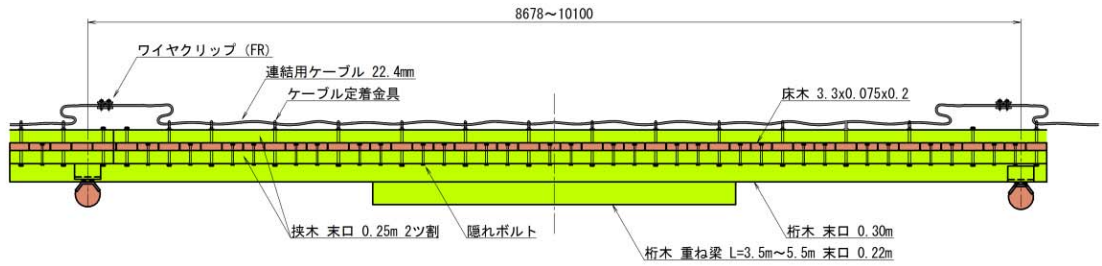 8678~10100
ワイヤクリップ (FR)
連結用ケーブル 22.4mm
ケーブル定着金具
床木 3.3x0.075x0.2
挟木 末口 0.25m 2ツ割
隠れボルト
桁木 末口 0.30m
桁木 重ね梁 L=3.5m~5.5m 末口 0.22m